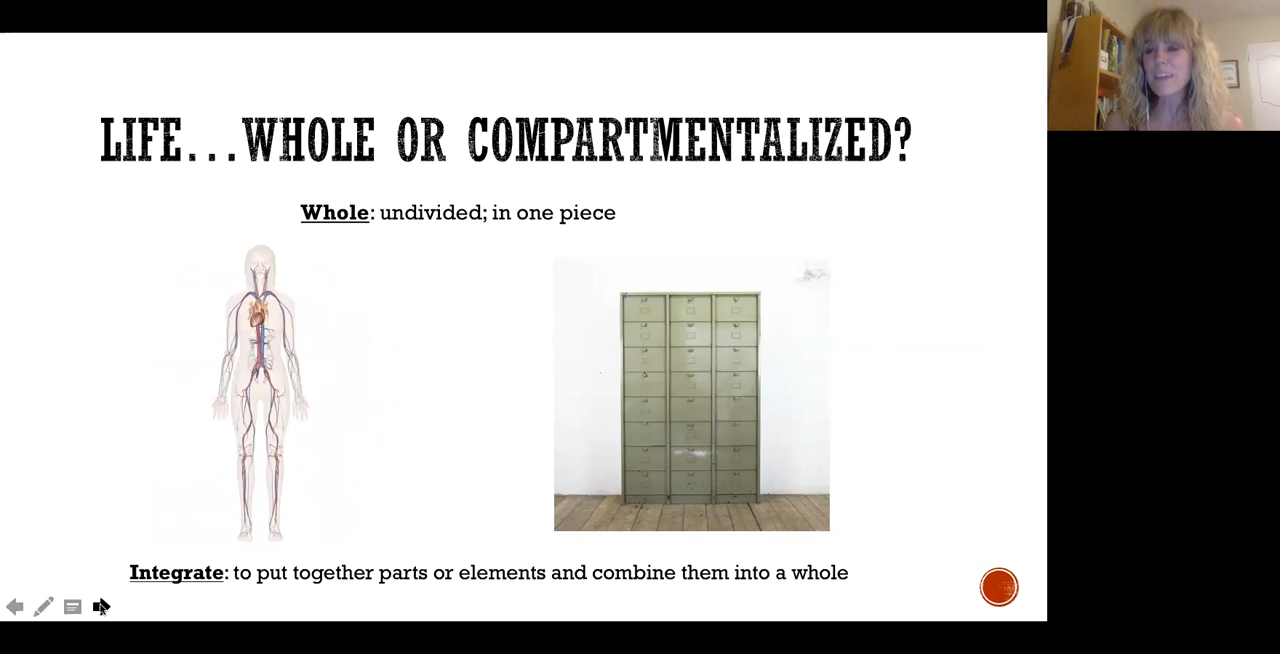 LIFE...WHOLE OR COMPARTMENTALIZED?
Whole: undivided; in one piece
Integrate: to put together parts or elements and combine them into a whole